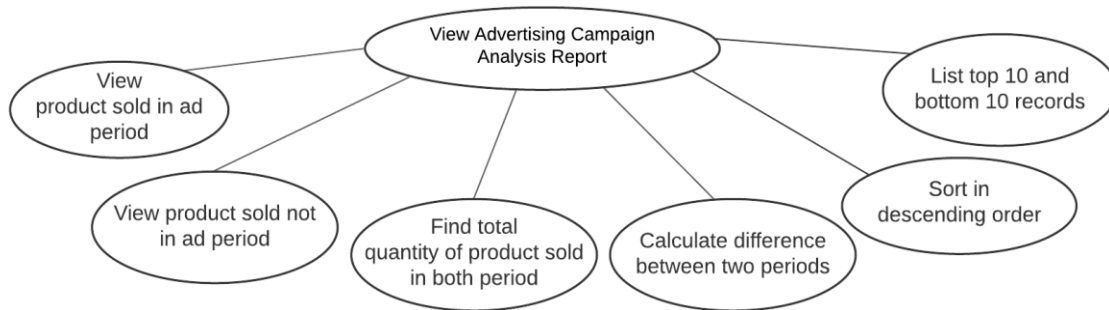 View Advertising Campaign
Analysis Report
View
product sold in ad
period
View product sold not
in ad period
Find total
quantity of product sold
in both period
Calculate difference
between two periods
Sort in
descending order
List top 10 and
bottom 10 records